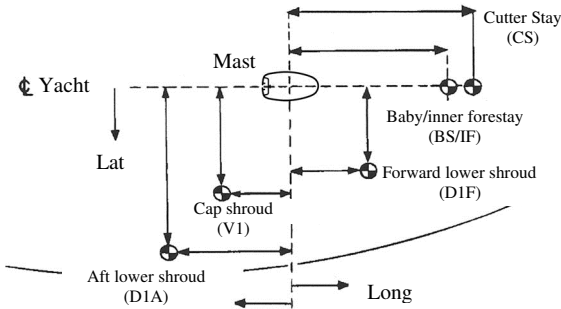 Cutter Stay
(CS)
Mast
℄ Yacht
Baby/inner forestay
(BS/IF)
Lat
Forward lower shroud
(D1F)
Cap shroud
(V1)
Aft lower shroud
(D1A)
Long